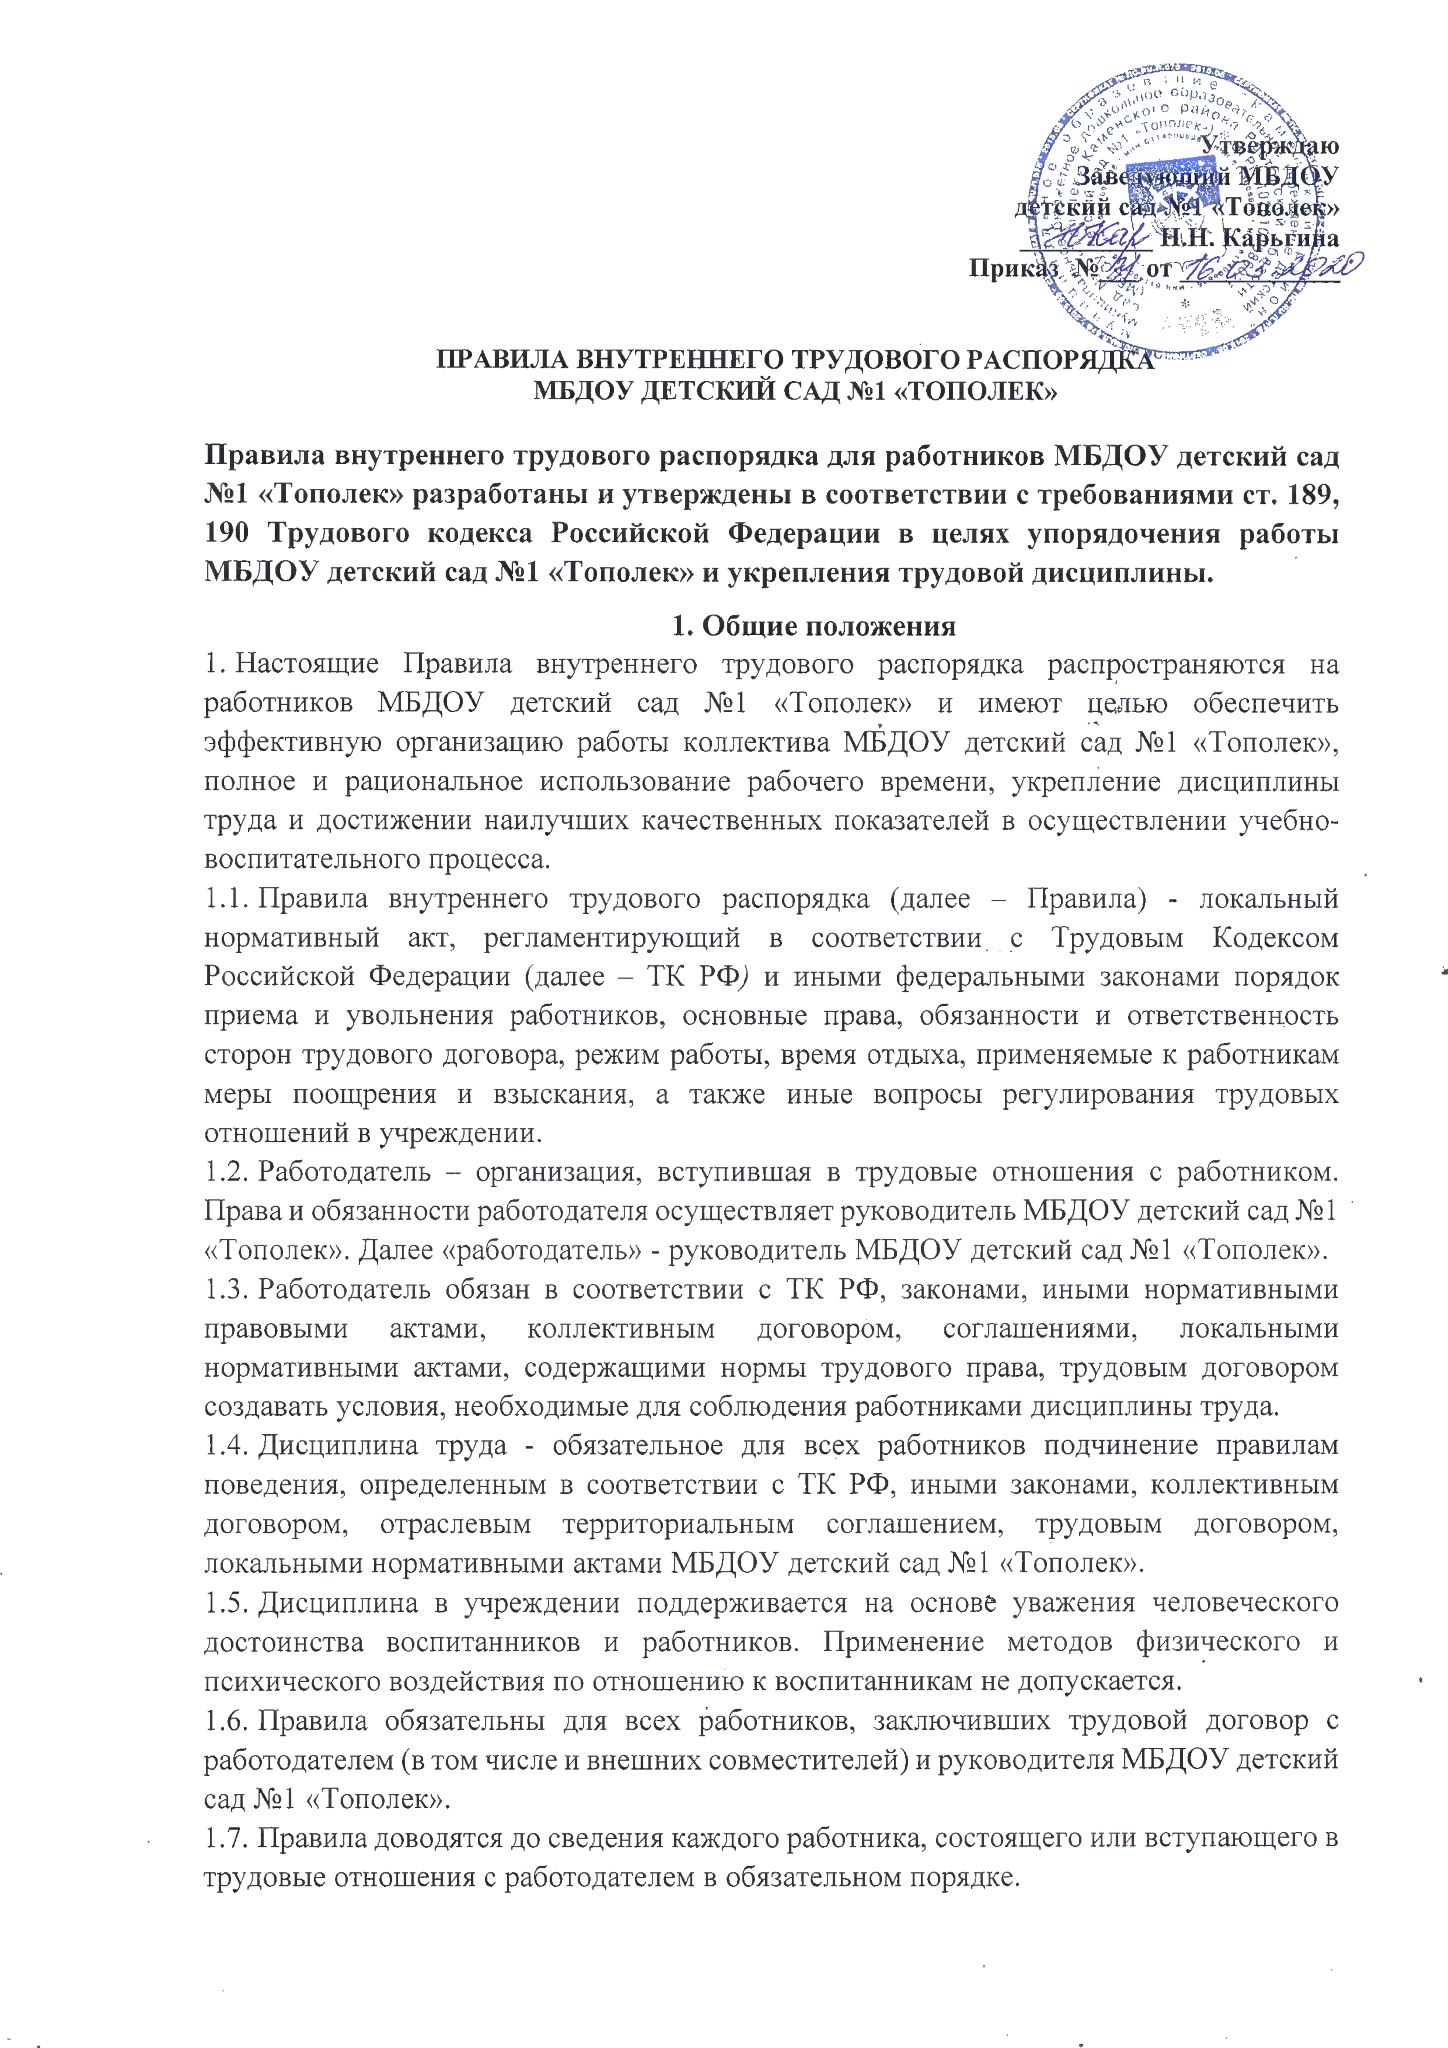 Утверждаю
Заведующий МБДОУ
детский сад №1 «Тополек»
Н.Н. Карыгина
Приказ № от 16.03.2020
ПРАВИЛА ВНУТРЕННЕГО ТРУДОВОГО РАСПОРЯДКА
МБДОУ ДЕТСКИЙ САД №1 «ТОПОЛЕК»
Правила внутреннего трудового распорядка для работников МБДОУ детский сад
№1 «Тополек» разработаны и утверждены в соответствии с требованиями ст. 189,
190 Трудового кодекса Российской Федерации в целях упорядочения работы
МБДОУ детский сад №1 «Тополек» и укрепления трудовой дисциплины.
1. Общие положения
1. Настоящие Правила внутреннего трудового распорядка распространяются на
работников МБДОУ детский сад №1 «Тополек» и имеют целью обеспечить
эффективную организацию работы коллектива МБДОУ детский сад №1 «Тополек»,
полное и рациональное использование рабочего времени, укрепление дисциплины
труда и достижении наилучших качественных показателей в осуществлении учебно-
воспитательного процесса.
1.1. Правила внутреннего трудового распорядка (далее – Правила) - локальный
нормативный акт, регламентирующий в соответствии с Трудовым Кодексом
Российской Федерации (далее – ТК РФ) и иными федеральными законами порядок
приема и увольнения работников, основные права, обязанности и ответственность
сторон трудового договора, режим работы, время отдыха, применяемые к работникам
меры поощрения и взыскания, а также иные вопросы регулирования трудовых
отношений в учреждении.
1.2. Работодатель – организация, вступившая в трудовые отношения с работником.
Права и обязанности работодателя осуществляет руководитель МБДОУ детский сад №1
«Тополек». Далее «работодатель» - руководитель МБДОУ детский сад №1 «Тополек».
1.3. Работодатель обязан в соответствии с ТК РФ, законами, иными нормативными
правовыми актами, коллективным договором, соглашениями, локальными
нормативными актами, содержащими нормы трудового права, трудовым договором
создавать условия, необходимые для соблюдения работниками дисциплины труда.
1.4. Дисциплина труда - обязательное для всех работников подчинение правилам
поведения, определенным в соответствии с ТК РФ, иными законами, коллективным
договором, отраслевым территориальным соглашением, трудовым договором,
локальными нормативными актами МБДОУ детский сад №1 «Тополек».
1.5. Дисциплина в учреждении поддерживается на основе уважения человеческого
достоинства воспитанников и работников. Применение методов физического и
психического воздействия по отношению к воспитанникам не допускается.
1.6. Правила обязательны для всех работников, заключивших трудовой договор с
работодателем (в том числе и внешних совместителей) и руководителя МБДОУ детский
сад №1 «Тополек».
1.7. Правила доводятся до сведения каждого работника, состоящего или вступающего в
трудовые отношения с работодателем в обязательном порядке.